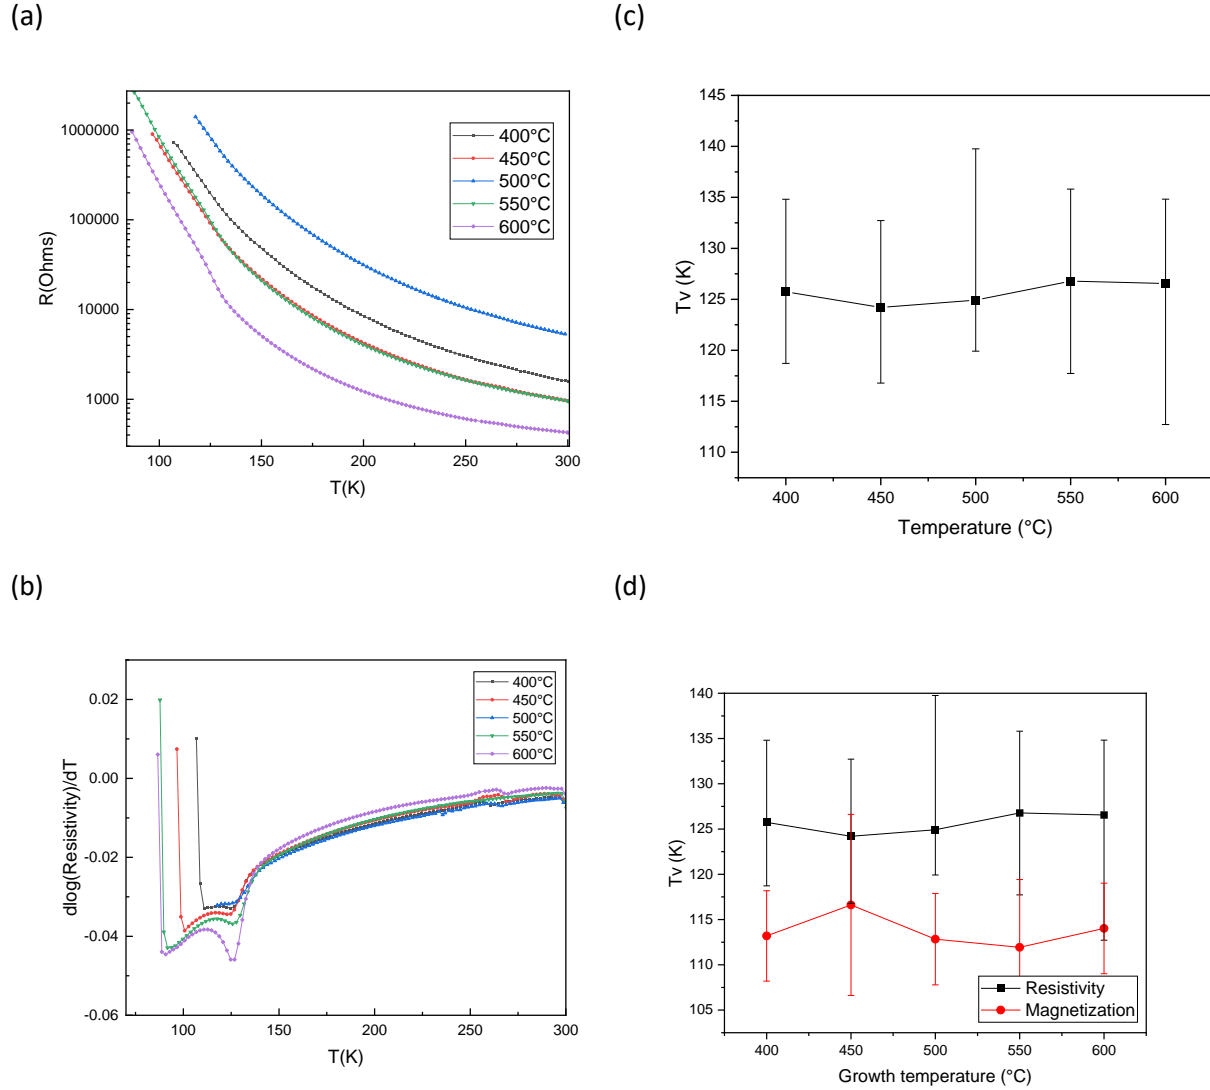 (a)
R(Ohms)
1000000
100000
10000
1000
100
150
200
250
300
T(K)
400°C
450°C
500°C
550°C
600°C
(c)
Tv (K)
145
140
135
130
125
120
115
110
400
450
500
550
600
Temperature (°C)
(b)
dlog(Resistivity)/dT
0.02
0.00
-0.02
-0.04
-0.06
100
150
200
250
300
T(K)
400°C
450°C
500°C
550°C
600°C
(d)
Tv (K)
140
135
130
125
120
115
110
105
400
450
500
550
600
Growth temperature (°C)
Resistivity
Magnetization